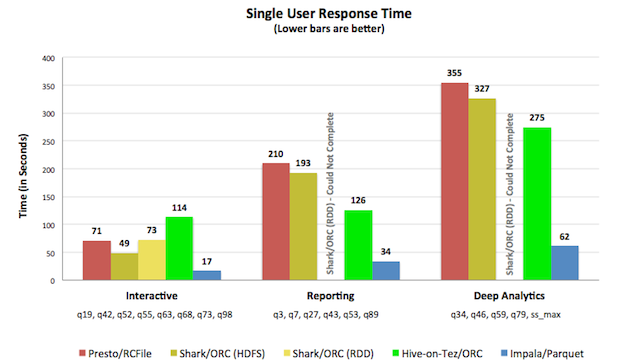 Single User Response Time
(Lower bars are better)
Time (in Seconds)
400
350
300
250
200
150
100
50
0
71
49
73
114
17
210
193
Shark/ORC (RDD) - Could Not Complete
126
34
355
327
Shark/ORC (RDD) - Could Not Complete
275
62
Interactive
q19, q42, q52, q55, q63, q68, q73, q98
Reporting
q3, q7, q27, q43, q53, q89
Deep Analytics
q34, q46, q59, q79, ss_max
Presto/RCFile
Shark/ORC (HDFS)
Shark/ORC (RDD)
Hive-on-Tez/ORC
Impala/Parquet